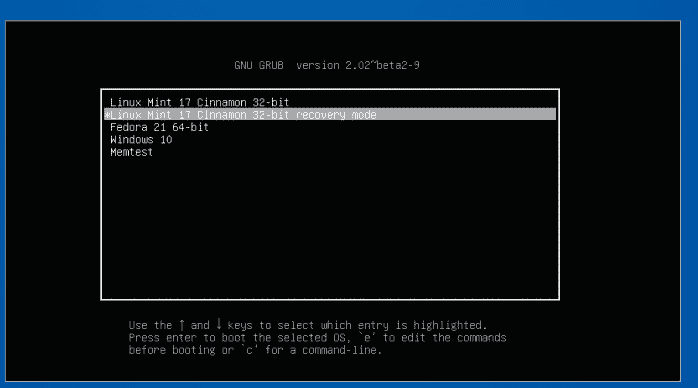 GNU GRUB  version 2.02~beta2-9
Linux Mint 17 Cinnamon 32-bit
*Linux Mint 17 Cinnamon 32-bit recovery mode
Fedora 21 64-bit
Windows 10
Memtest
Use the ↑ and ↓ keys to select which entry is highlighted.
Press enter to boot the selected OS, `e' to edit the commands
before booting or `c' for a command-line.